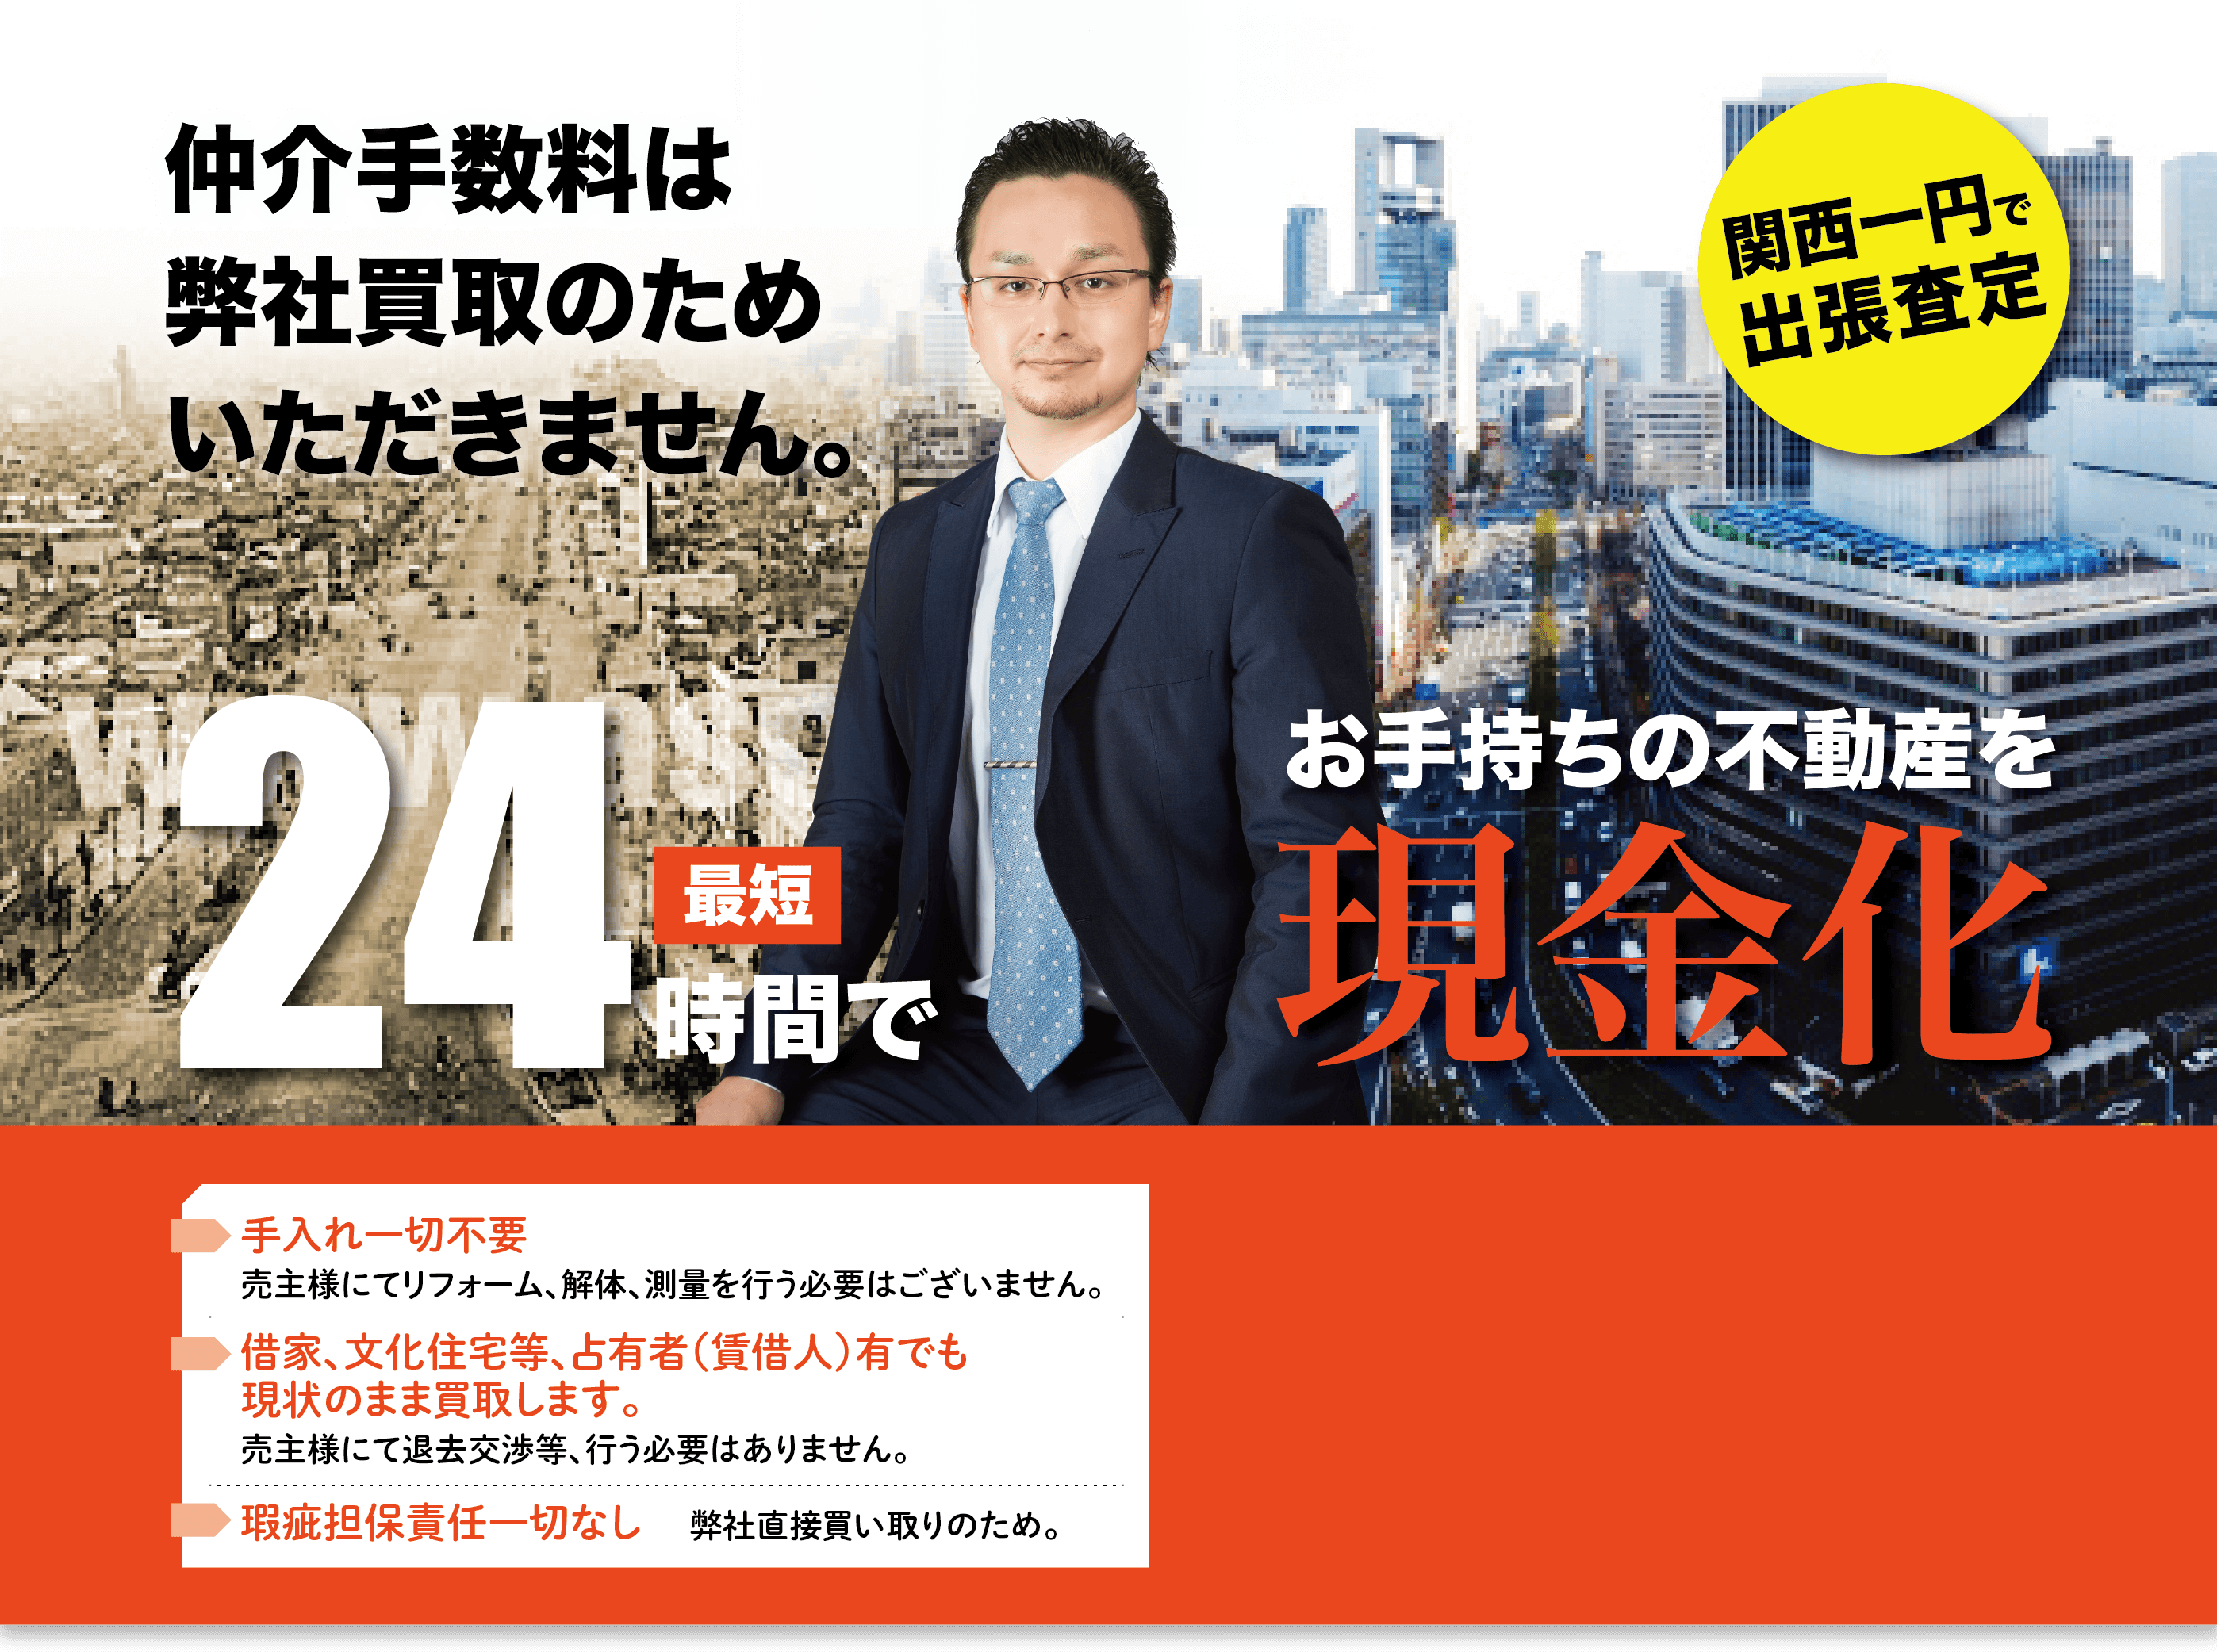 仲介手数料は
弊社買取のため
いただきません。
関西一円で
出張査定
24
最短
時間で
お手持ちの不動産を
現金化
手入れ一切不要
売主様にてリフォーム、解体、測量を行う必要はございません。
借家、文化住宅等、占有者（賃借人）有でも
現状のまま買取します。
売主様にて退去交渉等、行う必要はありません。
瑕疵担保責任一切なし 弊社直接買い取りのため。